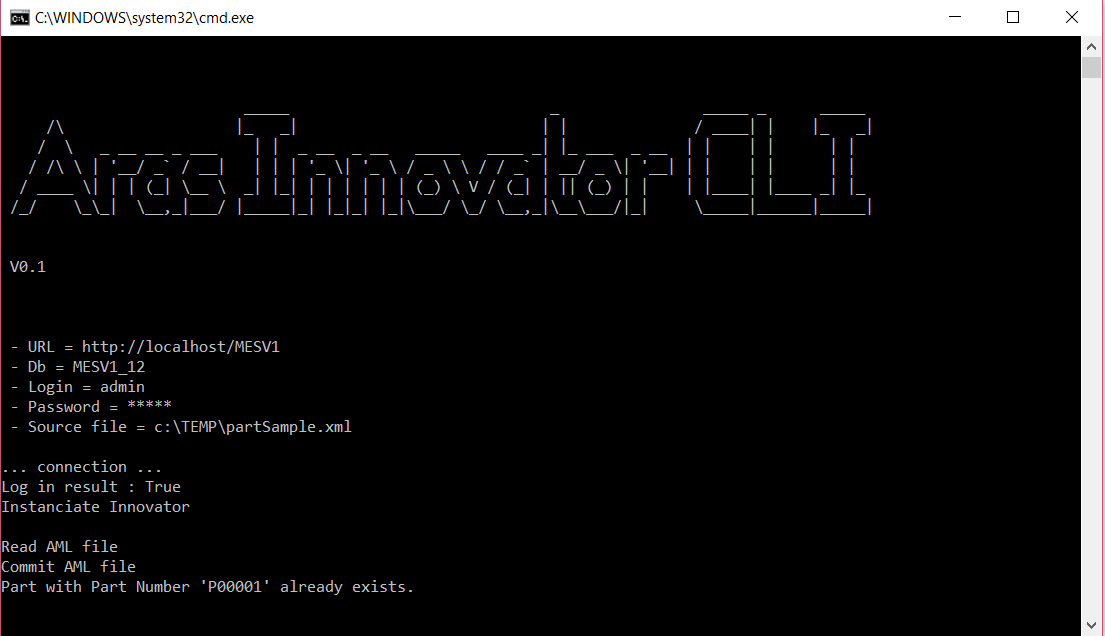 C:\WINDOWS\system32\cmd.exe
Aras Innovator CLI
V0.1
- URL = http://localhost/MESV1
- Db = MESV1_12
- Login = admin
- Password = *****
- Source file = c:\TEMP\partSample.xml
... connection ...
Log in result : True
Instanciate Innovator
Read AML file
Commit AML file
Part with Part Number 'P00001' already exists.